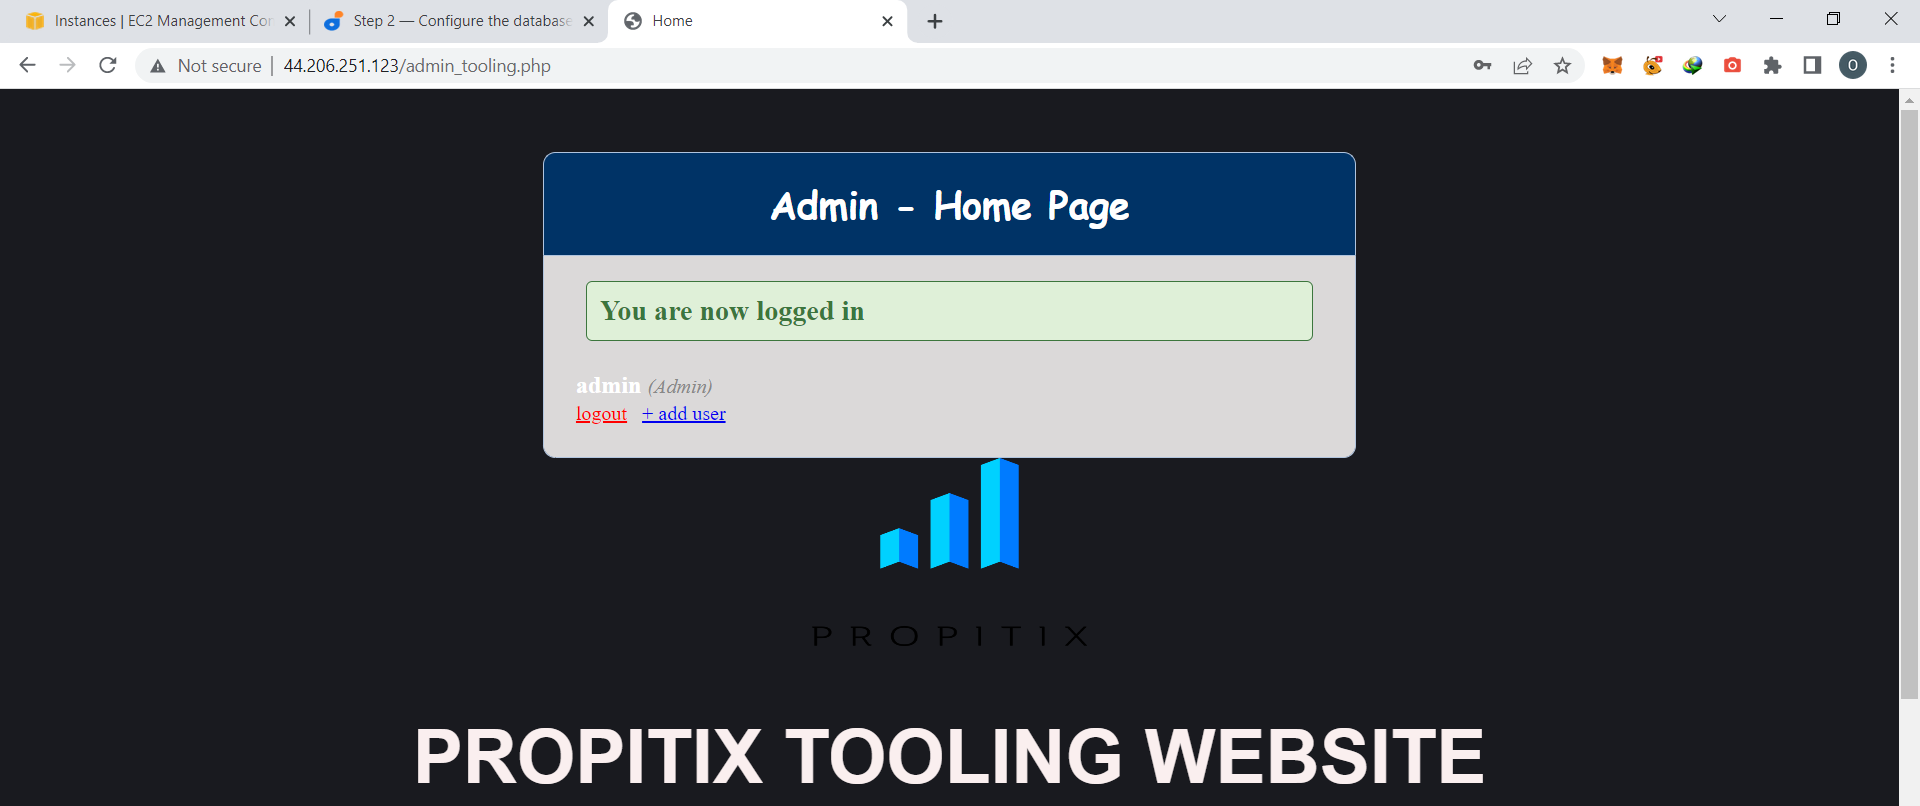 Instances | EC2 Management Con
Step 2 — Configure the database
Home
Not secure | 44.206.251.123/admin_tooling.php
O
Admin - Home Page
You are now logged in
admin (Admin)
logout + add user
PROPITIX
PROPITIX TOOLING WEBSITE